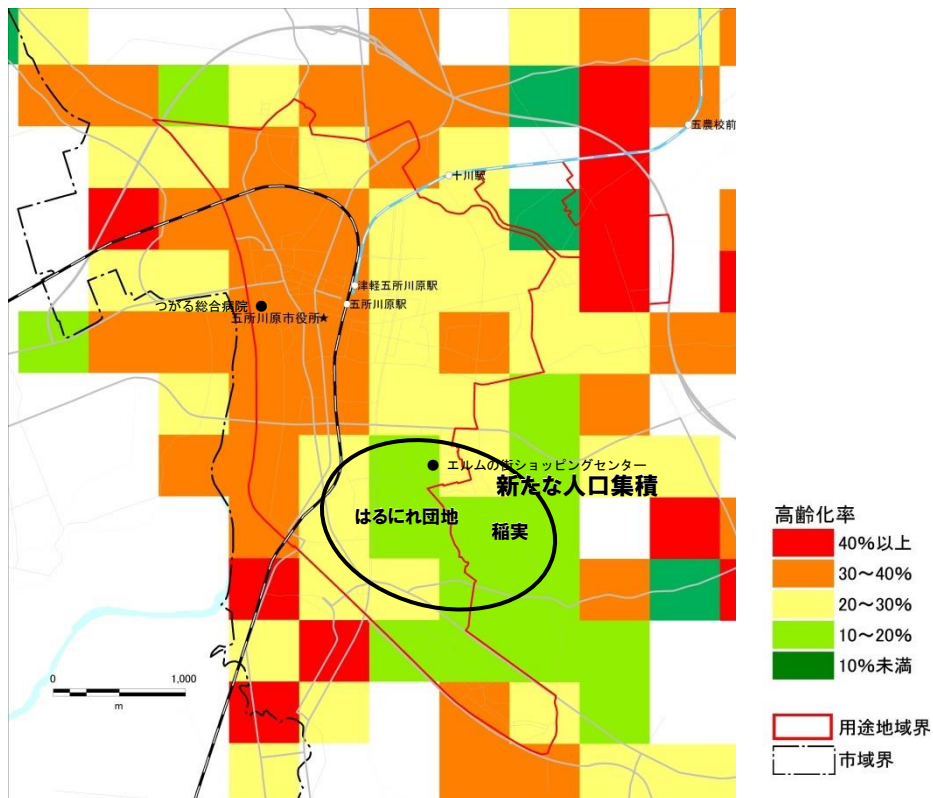 五農校前
十川駅
津軽五所川原駅
つがる総合病院
五所川原駅
五所川原市役所★
エルムの街ショッピングセンター
新たな人口集積
はるにれ団地
稲実
0 1,000
m
高齢化率
40%以上
30～40%
20～30%
10～20%
10%未満
用途地域界
市域界